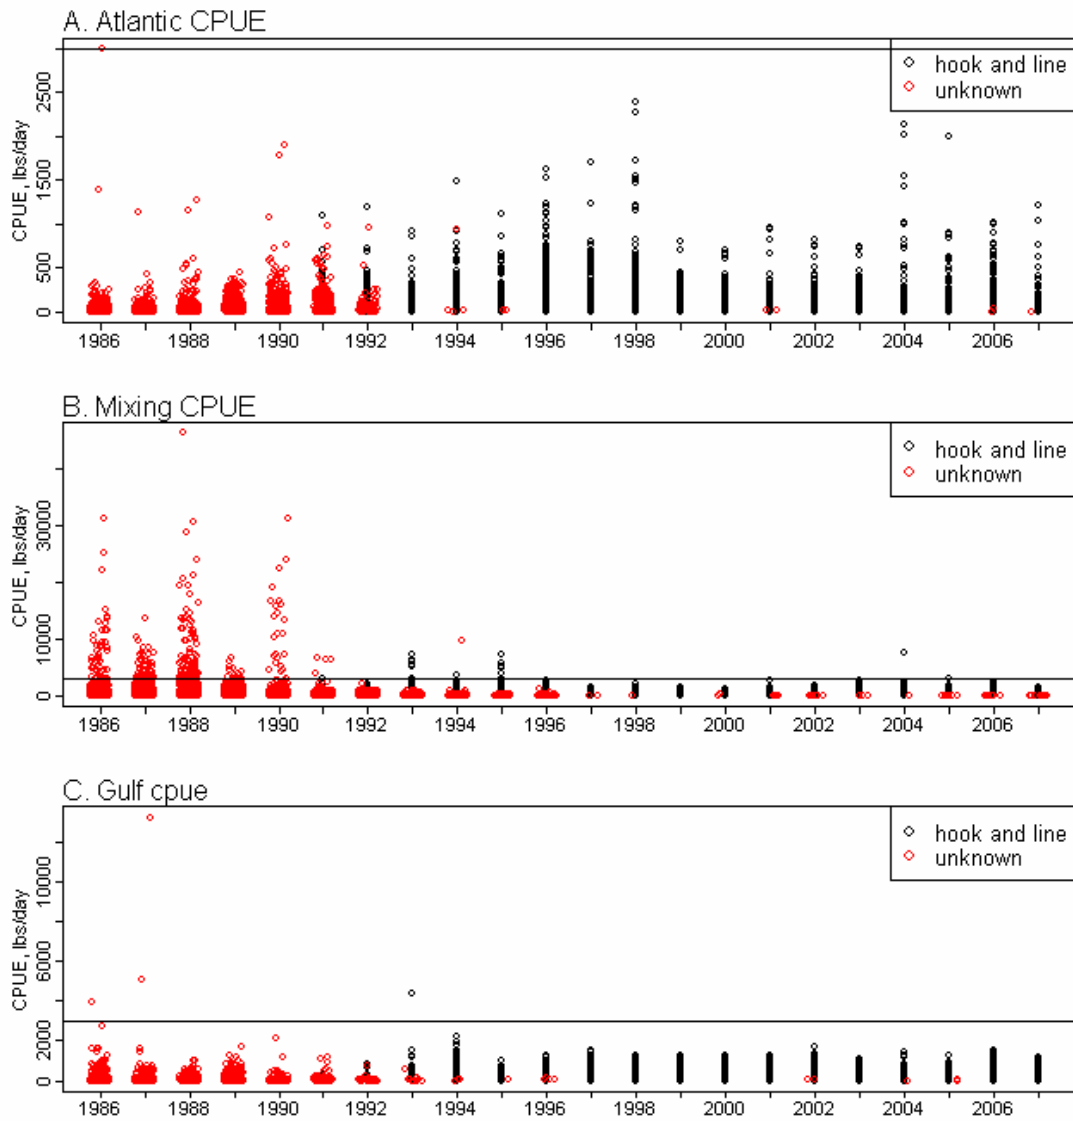 A. Atlantic CPUE
CPUE, lbs/day
2500
1500
500
0
hook and line
unknown
1986 1988 1990 1992 1994 1996 1998 2000 2002 2004 2006
B. Mixing CPUE
CPUE, lbs/day
30000
10000
0
hook and line
unknown
1986 1988 1990 1992 1994 1996 1998 2000 2002 2004 2006
C. Gulf cpue
CPUE, lbs/day
10000
6000
2000
0
hook and line
unknown
1986 1988 1990 1992 1994 1996 1998 2000 2002 2004 2006